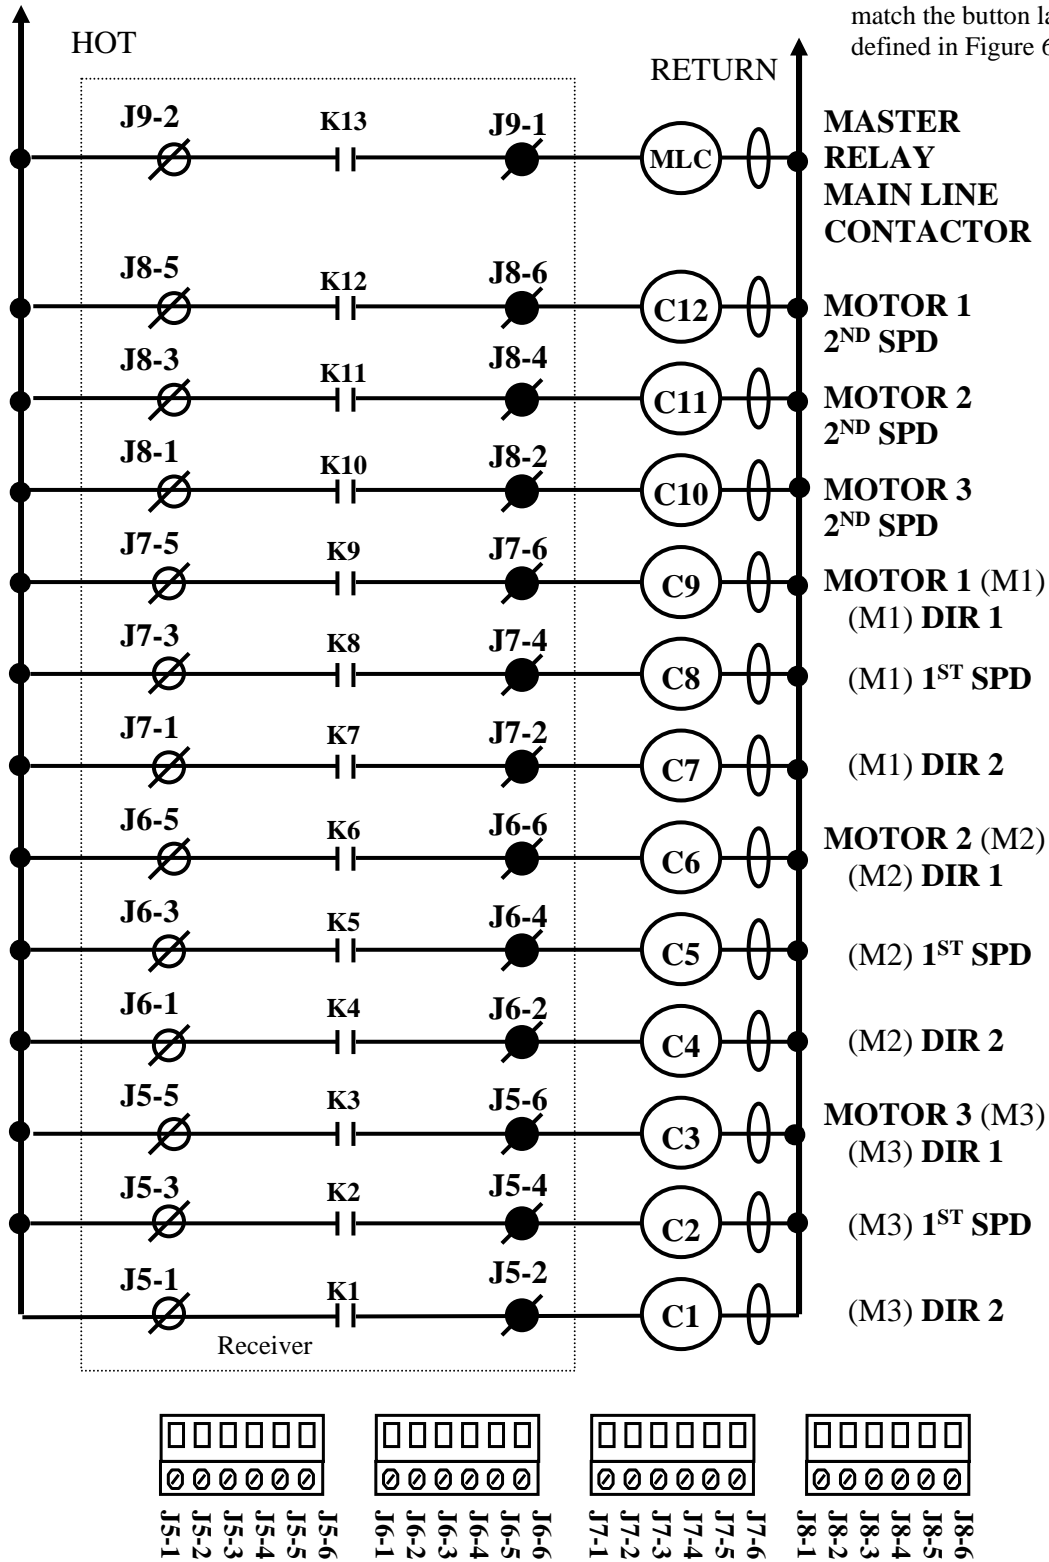 match the button la
defined in Figure 6
HOT
RETURN
J9-2 K13 J9-1 MLC MASTER
RELAY
MAIN LINE
CONTACTOR
J8-5 K12 J8-6 C12 MOTOR 1
2ND SPD
J8-3 K11 J8-4 C11 MOTOR 2
2ND SPD
J8-1 K10 J8-2 C10 MOTOR 3
2ND SPD
J7-5 K9 J7-6 C9 MOTOR 1 (M1)
(M1) DIR 1
J7-3 K8 J7-4 C8 (M1) 1ST SPD
J7-1 K7 J7-2 C7 (M1) DIR 2
J6-5 K6 J6-6 C6 MOTOR 2 (M2)
(M2) DIR 1
J6-3 K5 J6-4 C5 (M2) 1ST SPD
J6-1 K4 J6-2 C4 (M2) DIR 2
J5-5 K3 J5-6 C3 MOTOR 3 (M3)
(M3) DIR 1
J5-3 K2 J5-4 C2 (M3) 1ST SPD
J5-1 K1 J5-2 C1 (M3) DIR 2
Receiver
J5-1
J5-2
J5-3
J5-4
J5-5
J5-6
J6-1
J6-2
J6-3
J6-4
J6-5
J6-6
J7-1
J7-2
J7-3
J7-4
J7-5
J7-6
J8-1
J8-2
J8-3
J8-4
J8-5
J8-6